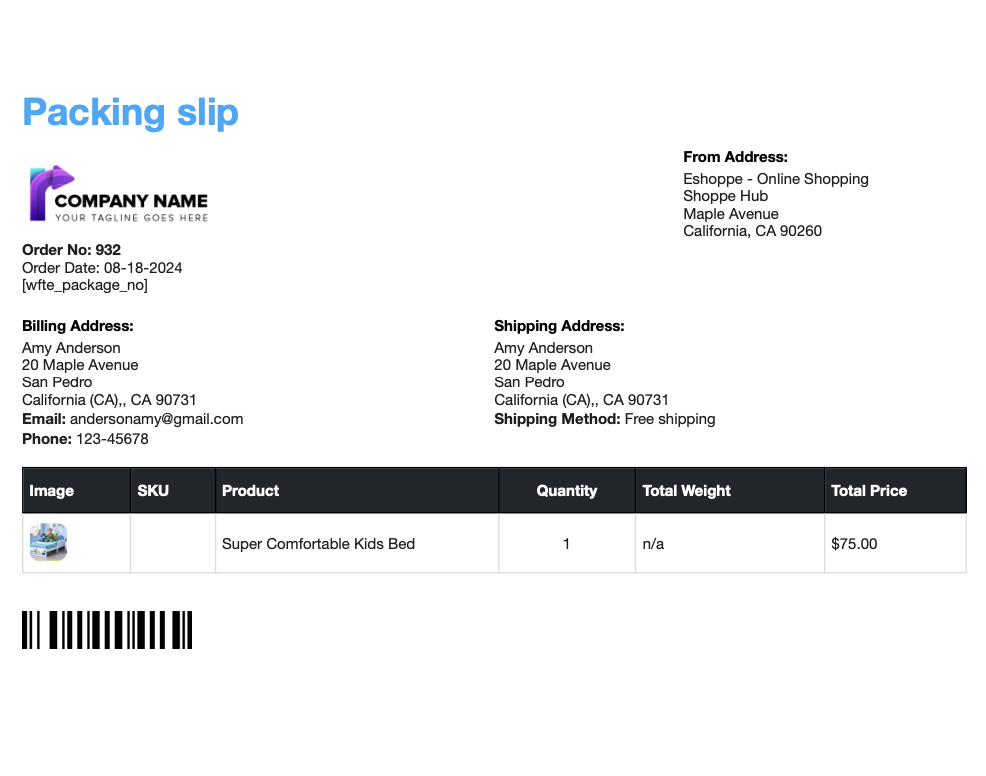 Packing slip
COMPANY NAME
YOUR TAGLINE GOES HERE
From Address:
Eshoppe - Online Shopping
Shoppe Hub
Maple Avenue
California, CA 90260
Order No: 932
Order Date: 08-18-2024
[wfte_package_no]
Billing Address:
Amy Anderson
20 Maple Avenue
San Pedro
California (CA),, CA 90731
Email: andersonamy@gmail.com
Phone: 123-45678
Shipping Address:
Amy Anderson
20 Maple Avenue
San Pedro
California (CA),, CA 90731
Shipping Method: Free shipping
Image SKU Product Quantity Total Weight Total Price
Super Comfortable Kids Bed 1 n/a $75.00